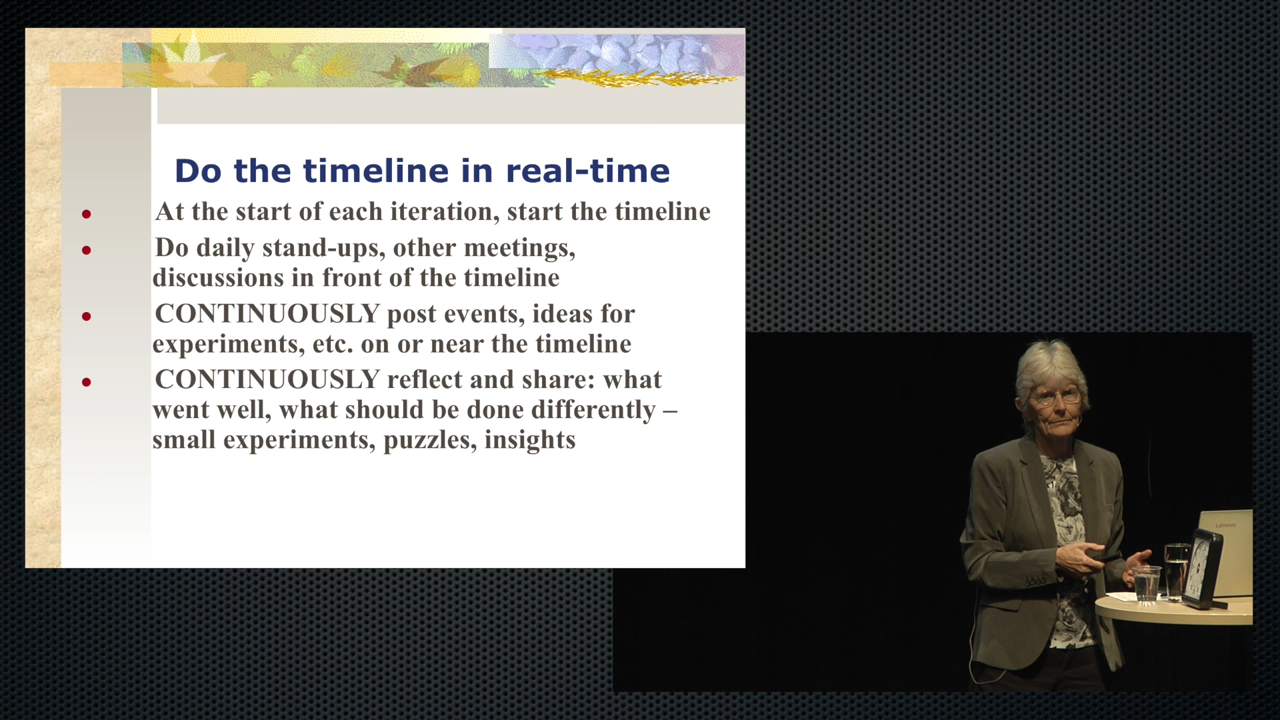 Do the timeline in real-time
At the start of each iteration, start the timeline
Do daily stand-ups, other meetings,
discussions in front of the timeline
CONTINUOUSLY post events, ideas for
experiments, etc. on or near the timeline
CONTINUOUSLY reflect and share: what
went well, what should be done differently –
small experiments, puzzles, insights
Lenovo